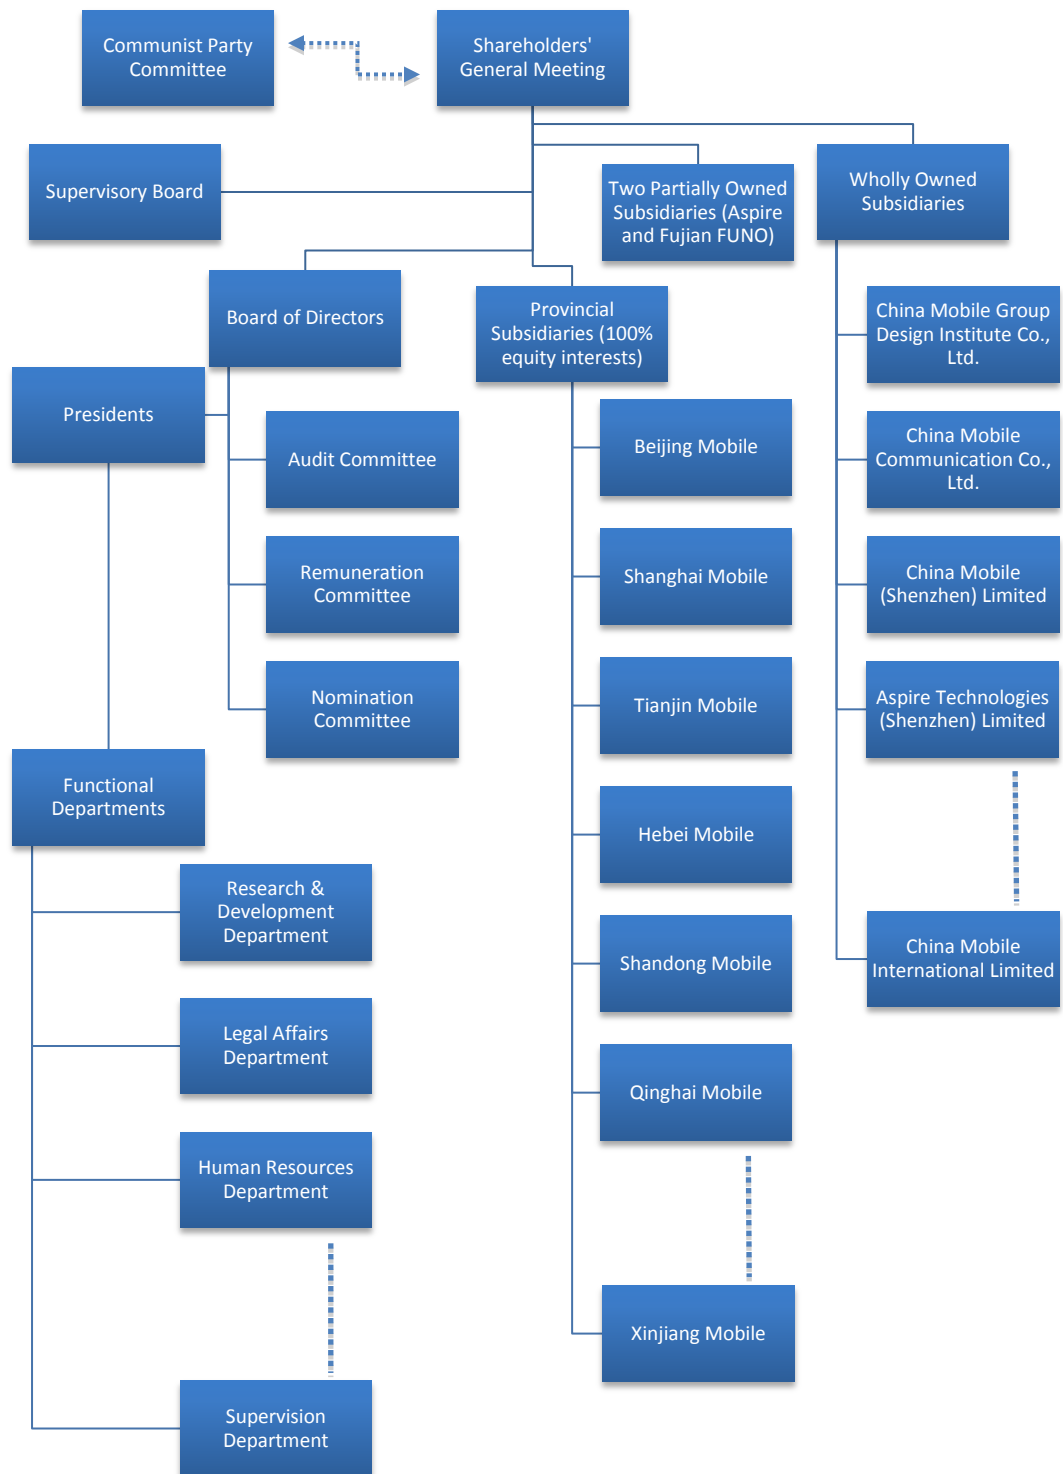 Communist Party
Committee
Shareholders'
General Meeting
Supervisory Board
Two Partially Owned
Subsidiaries (Aspire
and Fujian FUNO)
Wholly Owned
Subsidiaries
Board of Directors
Provincial
Subsidiaries (100%
equity interests)
China Mobile Group
Design Institute Co.,
Ltd.
Presidents
Audit Committee
Beijing Mobile
China Mobile
Communication Co.,
Ltd.
Remuneration
Committee
Shanghai Mobile
China Mobile
(Shenzhen) Limited
Nomination
Committee
Tianjin Mobile
Aspire Technologies
(Shenzhen) Limited
Functional
Departments
Hebei Mobile
Research &
Development
Department
Shandong Mobile
China Mobile
International Limited
Legal Affairs
Department
Qinghai Mobile
Human Resources
Department
Xinjiang Mobile
Supervision
Department